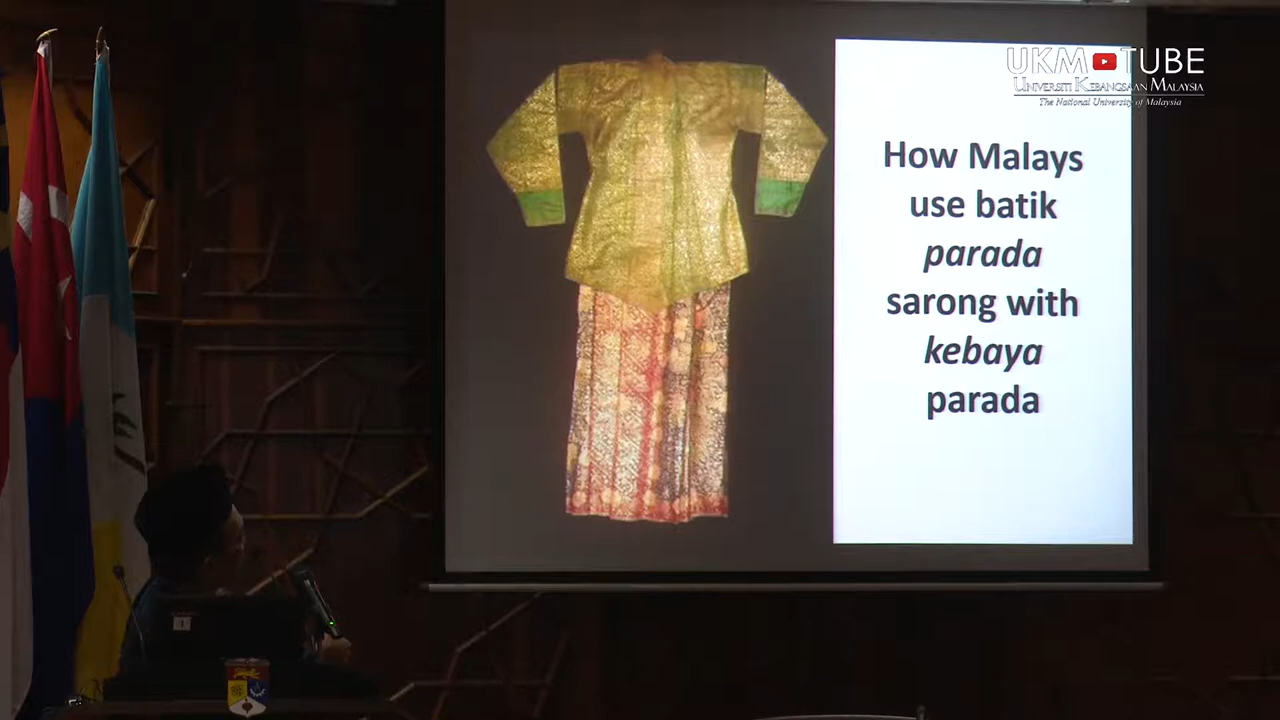 UKM TUBE
UNIVERSITI KEBANGSAAN MALAYSIA
The National University of Malaysia
How Malays
use batik
parada
sarong with
kebaya
parada